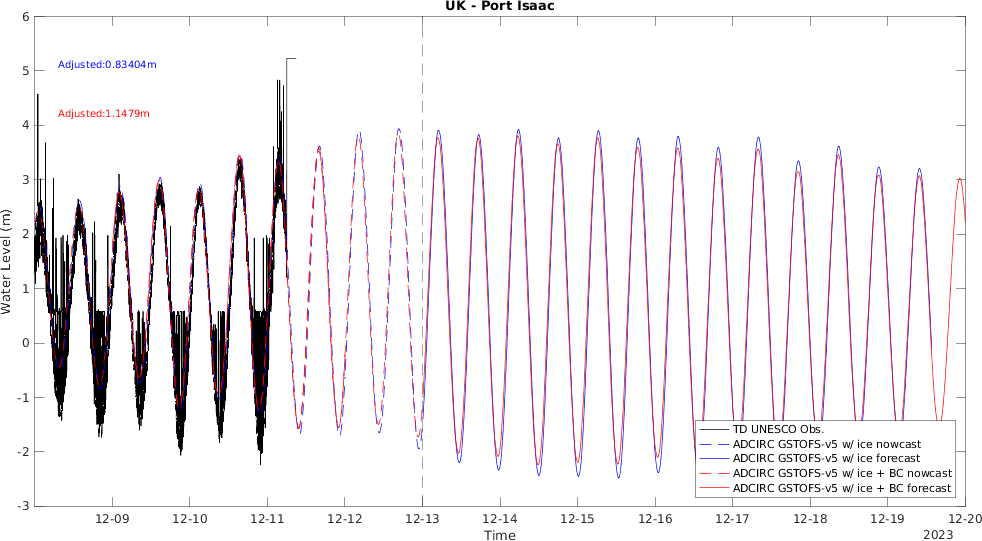 UK - Port Isaac
Adjusted:0.83404m
Adjusted:1.1479m
Water Level (m)
6
5
4
3
2
1
0
-1
-2
-3
TD UNESCO Obs.
ADCIRC GSTOFS-v5 w/ ice nowcast
ADCIRC GSTOFS-v5 w/ ice forecast
ADCIRC GSTOFS-v5 w/ ice + BC nowcast
ADCIRC GSTOFS-v5 w/ ice + BC forecast
12-09 12-10 12-11 12-12 12-13 12-14 12-15 12-16 12-17 12-18 12-19 12-20
Time
2023